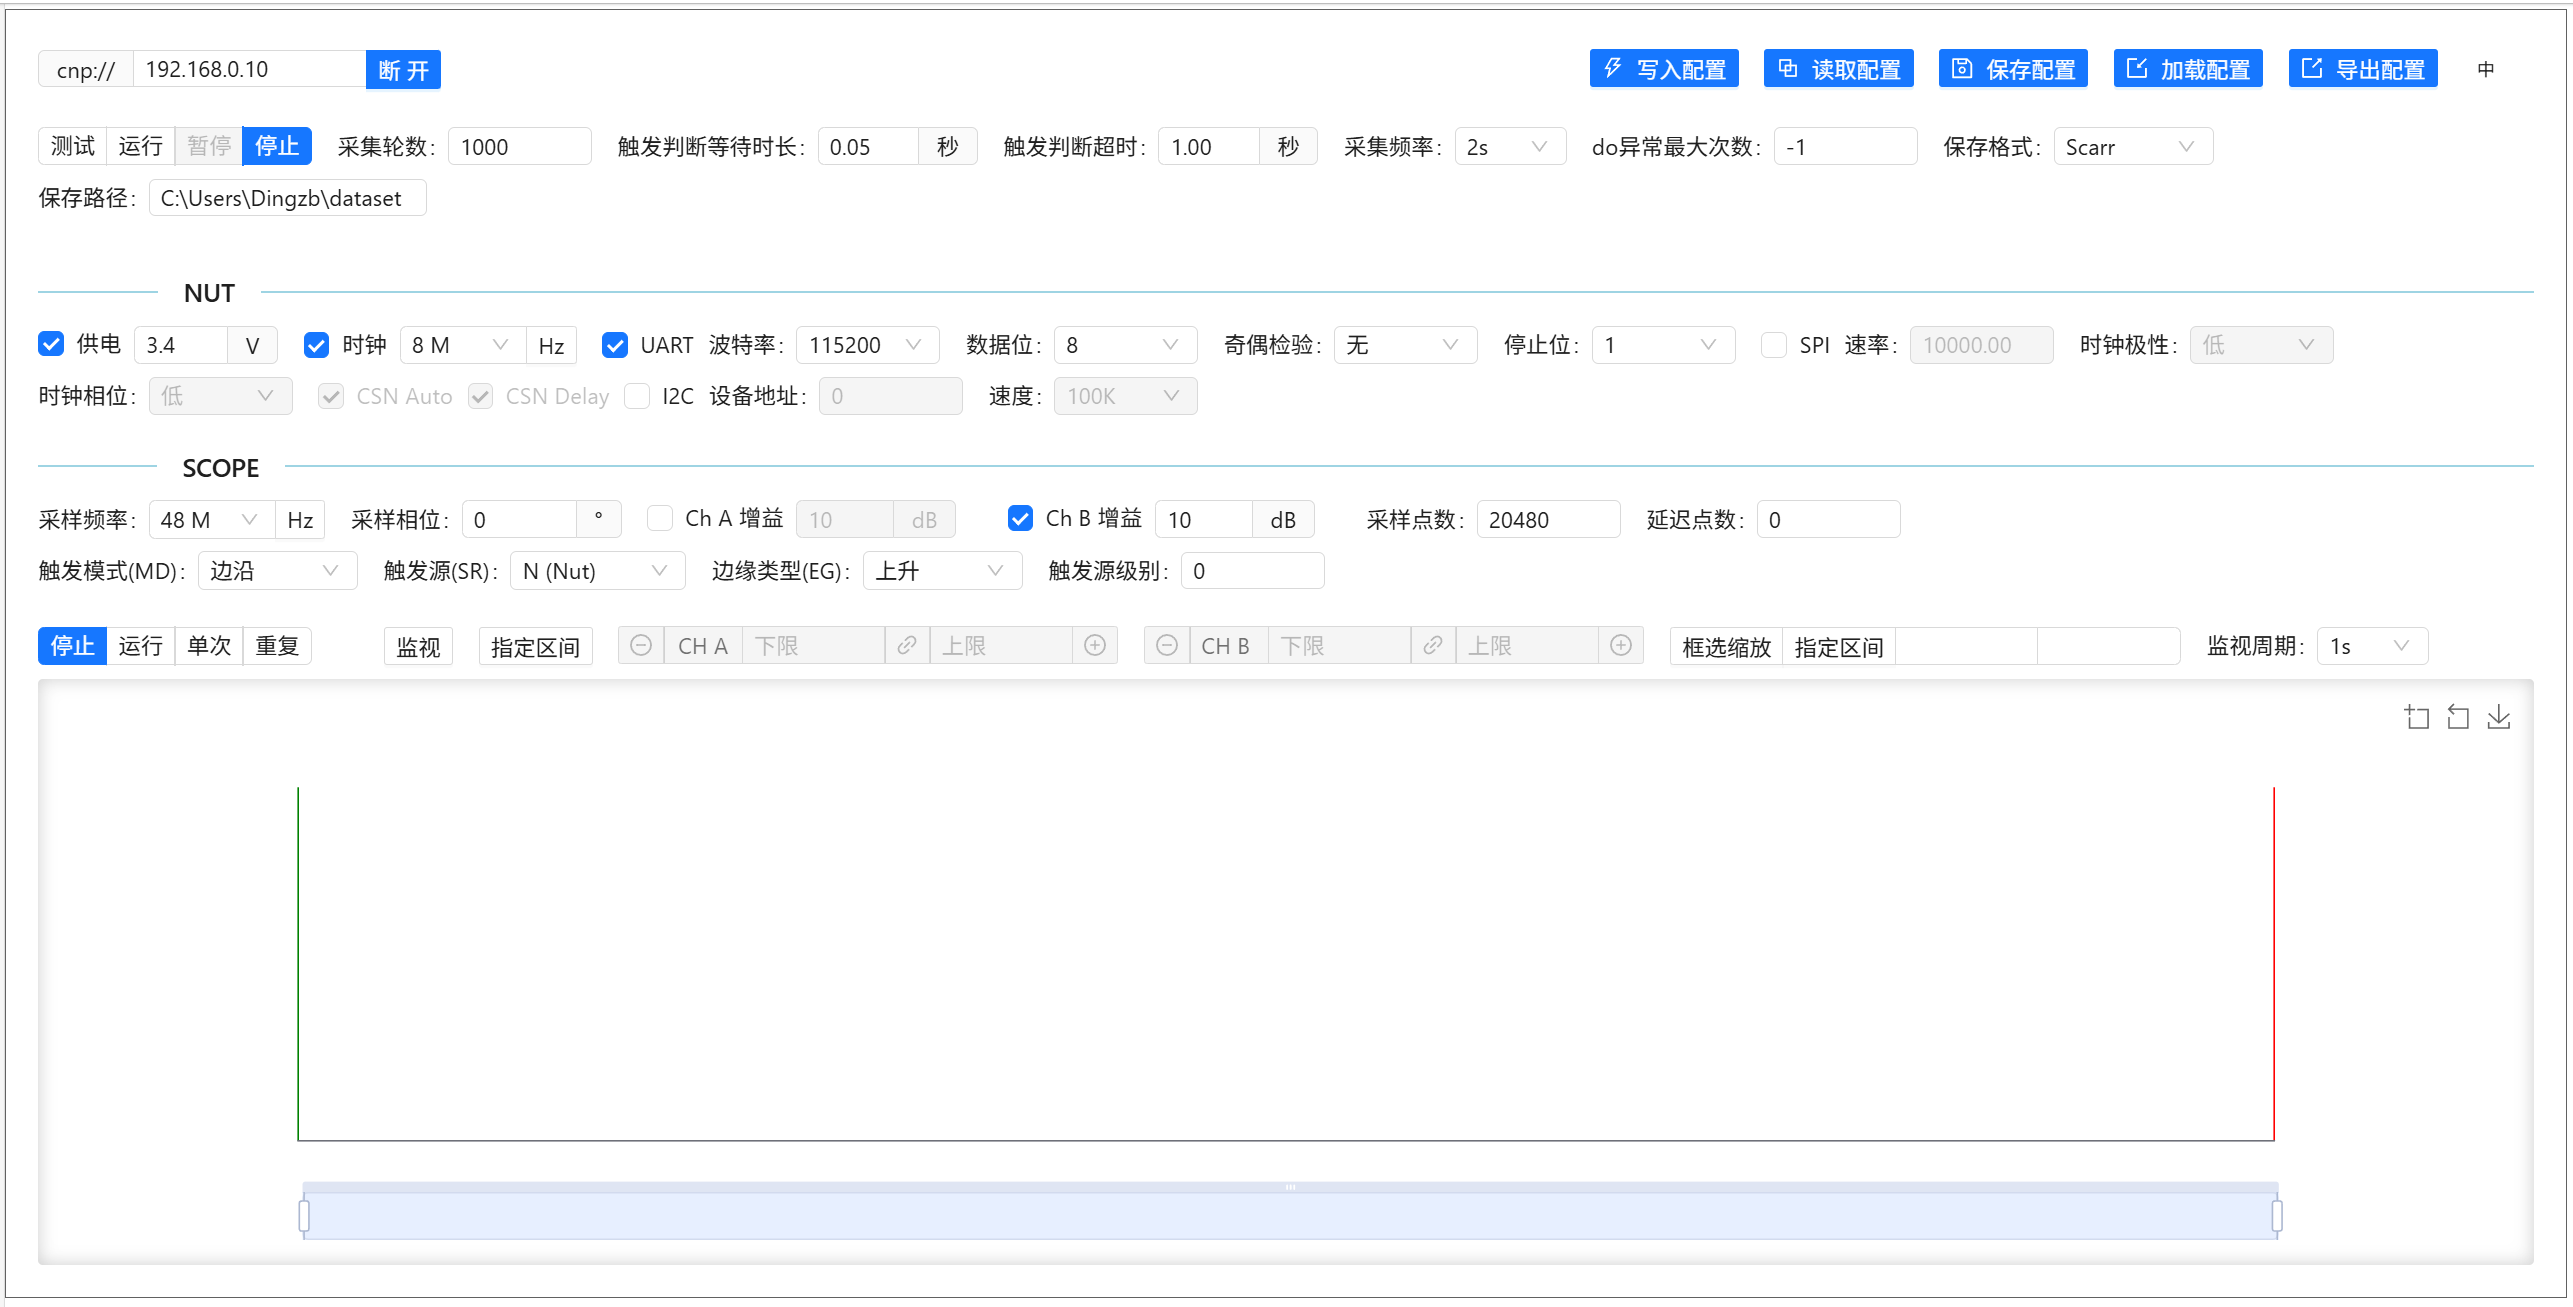 cnp:// 192.168.0.10 断 开 写入配置 读取配置 保存配置 加载配置 导出配置 中
测试 运行 暂停 停止 采集轮数: 1000 触发判断等待时长: 0.05 秒 触发判断超时: 1.00 秒 采集频率: 2s do异常最大次数: -1 保存格式: Scarr
保存路径: C:\Users\Dingzb\dataset
NUT
供电 3.4 V 时钟 8 M Hz UART 波特率: 115200 数据位: 8 奇偶检验: 无 停止位: 1 SPI 速率: 10000.00 时钟极性: 低
时钟相位: 低 CSN Auto CSN Delay I2C 设备地址: 0 速度: 100K
SCOPE
采样频率: 48 M Hz 采样相位: 0 ° Ch A 增益 10 dB Ch B 增益 10 dB 采样点数: 20480 延迟点数: 0
触发模式(MD): 边沿 触发源(SR): N (Nut) 边缘类型(EG): 上升 触发源级别: 0
停止 运行 单次 重复 监视 指定区间 CH A 下限 上限 CH B 下限 上限 框选缩放 指定区间 监视周期: 1s